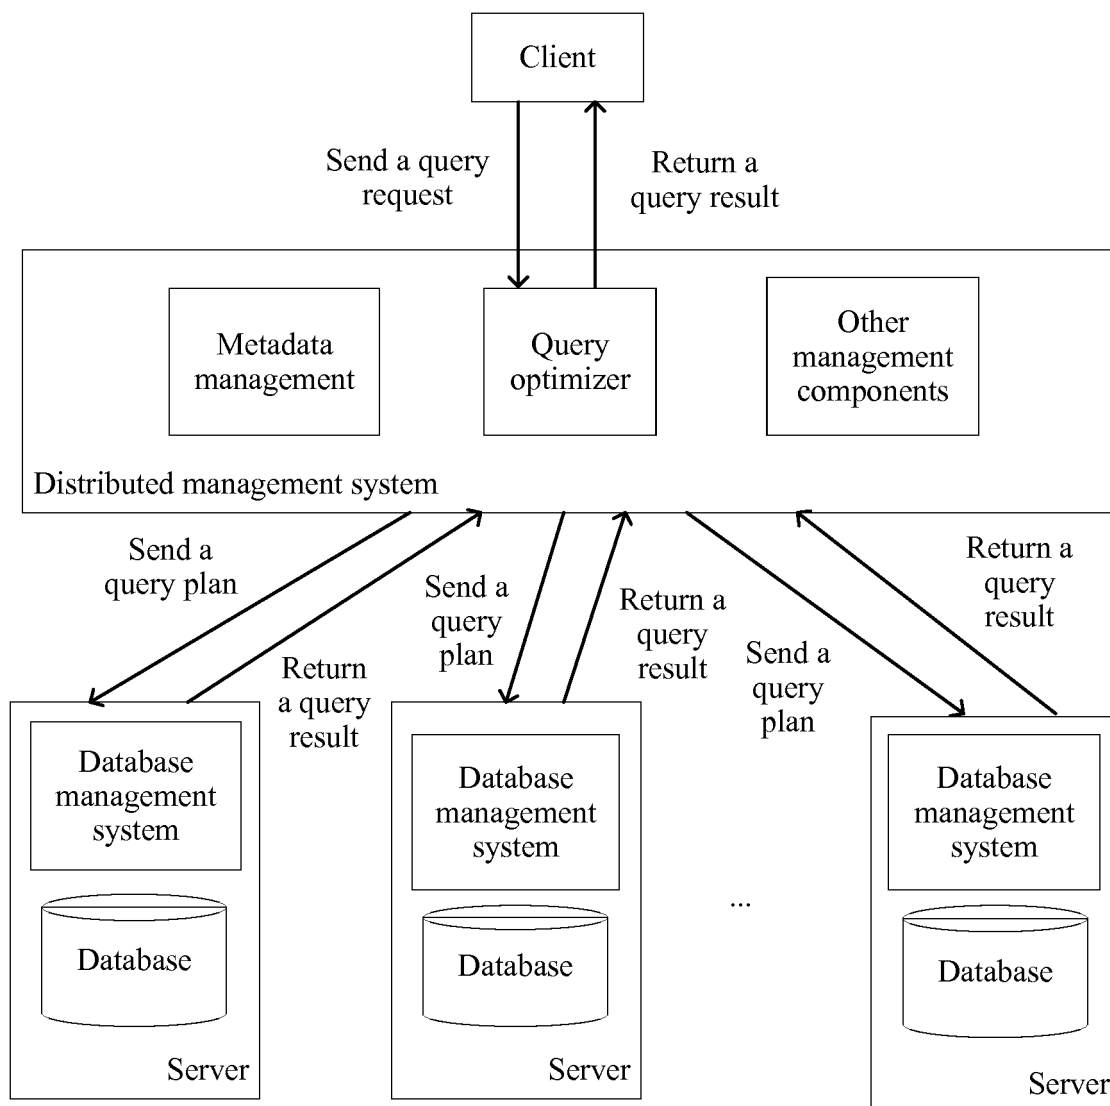 Client
Send a query
request
Return a
query result
Metadata
management
Query
optimizer
Other
management
components
Distributed management system
Send a
query plan
Return
a query
result
Send a
query
plan
Return a
query
result
Send a
query
plan
Return a
query
result
Database
management
system
Database
Server
Database
management
system
Database
Server
...
Database
management
system
Database
Server